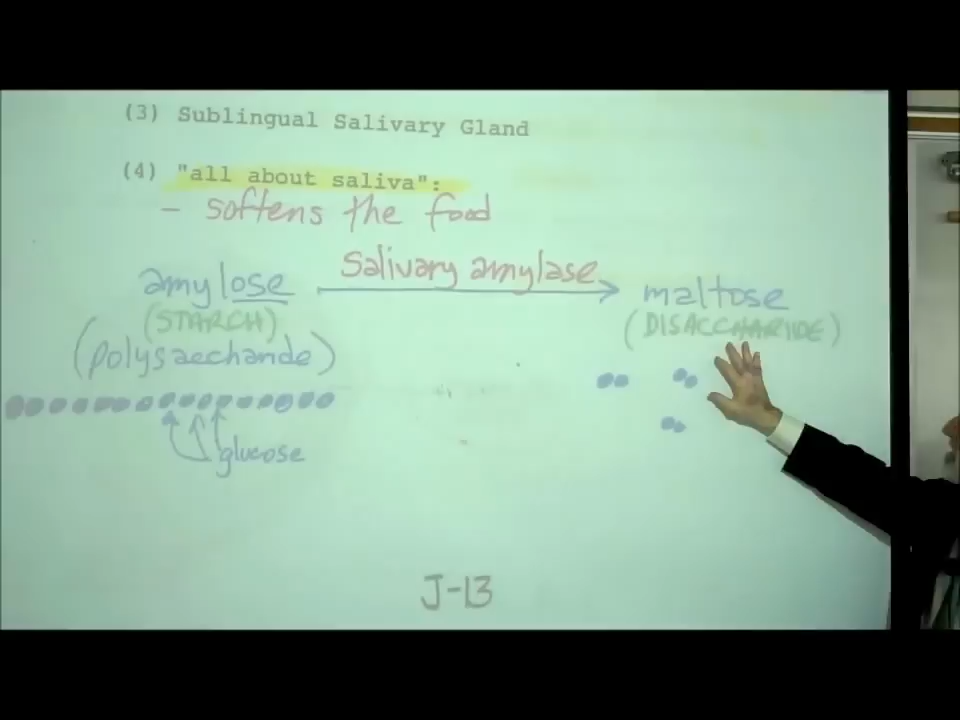 (3) Sublingual Salivary Gland
(4) "all about saliva":
- softens the food
amylose Salivary amylase maltose
(STARCH) (DISACCHARIDE)
(polysaechande)
glucose
J-13